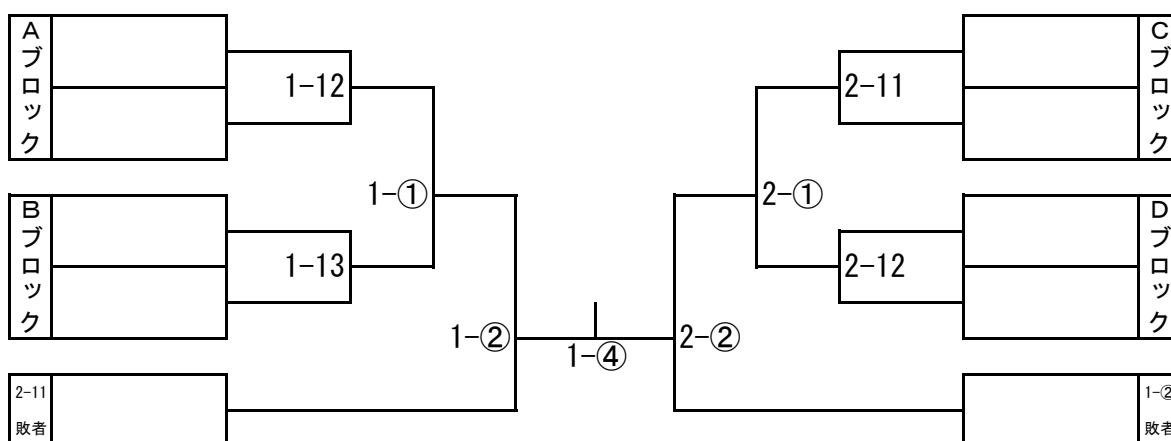 Aブロック
1-12
1-①
Bブロック
1-13
1-②
2-11
敗者
1-④
Cブロック
2-11
2-①
Dブロック
2-12
2-②
1-②
敗者